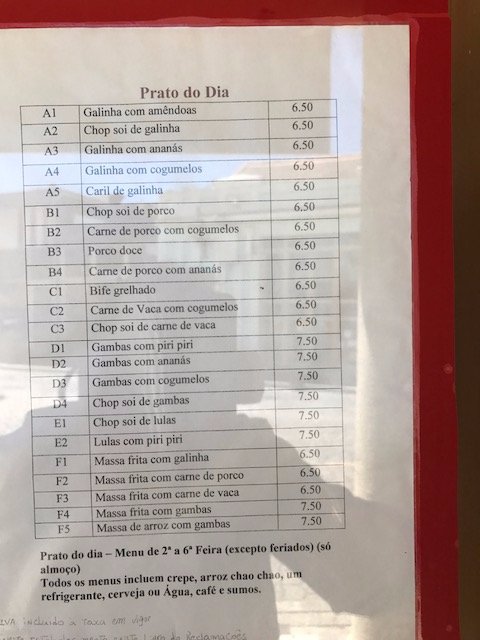 Prato do Dia
A1 Galinha com amêndoas 6.50
A2 Chop soi de galinha 6.50
A3 Galinha com ananás 6.50
A4 Galinha com cogumelos 6.50
A5 Caril de galinha 6.50
B1 Chop soi de porco 6.50
B2 Carne de porco com cogumelos 6.50
B3 Porco doce 6.50
B4 Carne de porco com ananás 6.50
C1 Bife grelhado 6.50
C2 Carne de Vaca com cogumelos 6.50
C3 Chop soi de carne de vaca 6.50
D1 Gambas com piri piri 7.50
D2 Gambas com ananás 7.50
D3 Gambas com cogumelos 7.50
D4 Chop soi de gambas 7.50
E1 Chop soi de lulas 7.50
E2 Lulas com piri piri 7.50
F1 Massa frita com galinha 6.50
F2 Massa frita com carne de porco 6.50
F3 Massa frita com carne de vaca 6.50
F4 Massa frita com gambas 7.50
F5 Massa de arroz com gambas 7.50
Prato do dia – Menu de 2ª a 6ª Feira (excepto feriados) (só
almoço)
Todos os menus incluem crepe, arroz chao chao, um
refrigerante, cerveja ou Água, café e sumos.
IVA incluído à taxa em vigor
de Reclamações